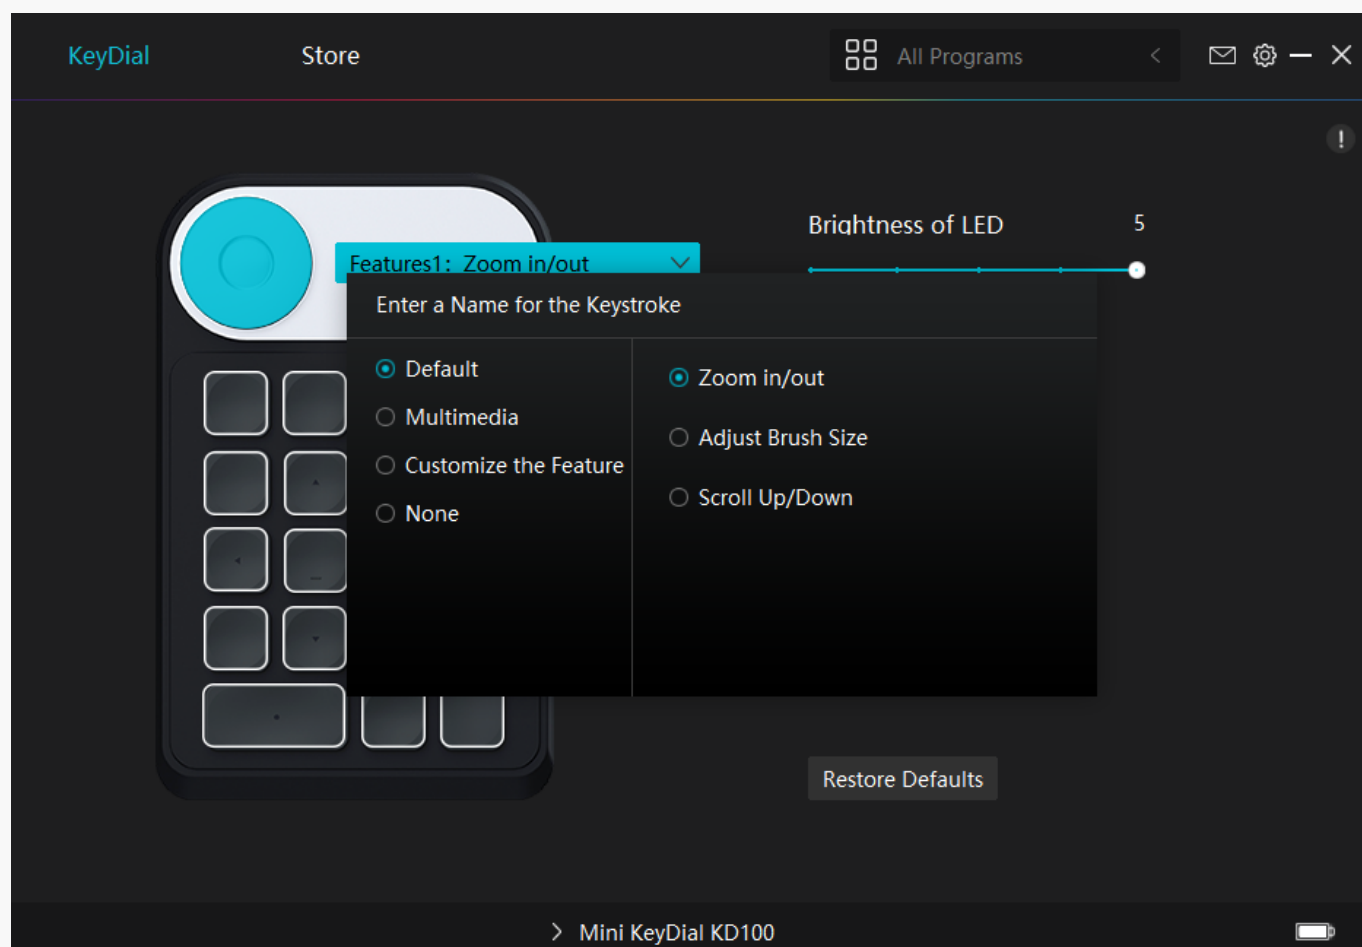 KeyDial
Store
All Programs
Brightness of LED
5
Features1: Zoom in/out
Enter a Name for the Keystroke
Default
Multimedia
Customize the Feature
None
Zoom in/out
Adjust Brush Size
Scroll Up/Down
Restore Defaults
Mini KeyDial KD100